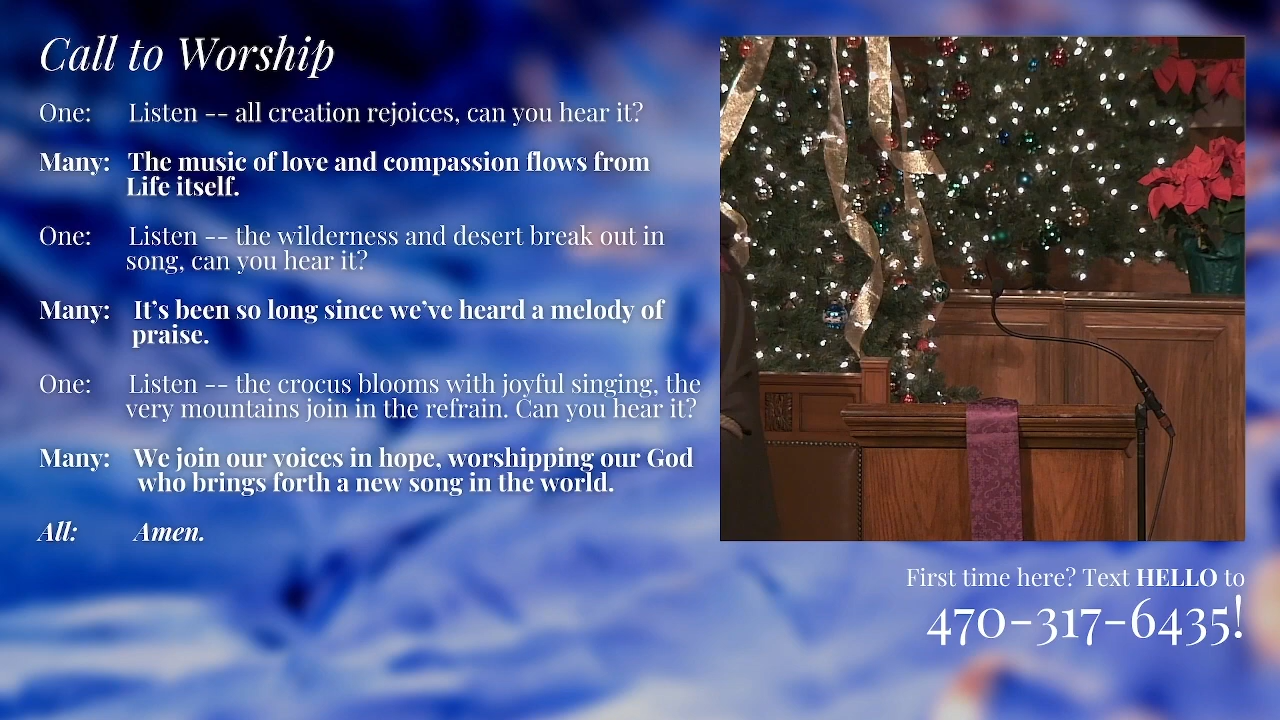 Call to Worship
One: Listen -- all creation rejoices, can you hear it?
Many: The music of love and compassion flows from
Life itself.
One: Listen -- the wilderness and desert break out in
song, can you hear it?
Many: It’s been so long since we’ve heard a melody of
praise.
One: Listen -- the crocus blooms with joyful singing, the
very mountains join in the refrain. Can you hear it?
Many: We join our voices in hope, worshipping our God
who brings forth a new song in the world.
All: Amen.
First time here? Text HELLO to
470-317-6435!